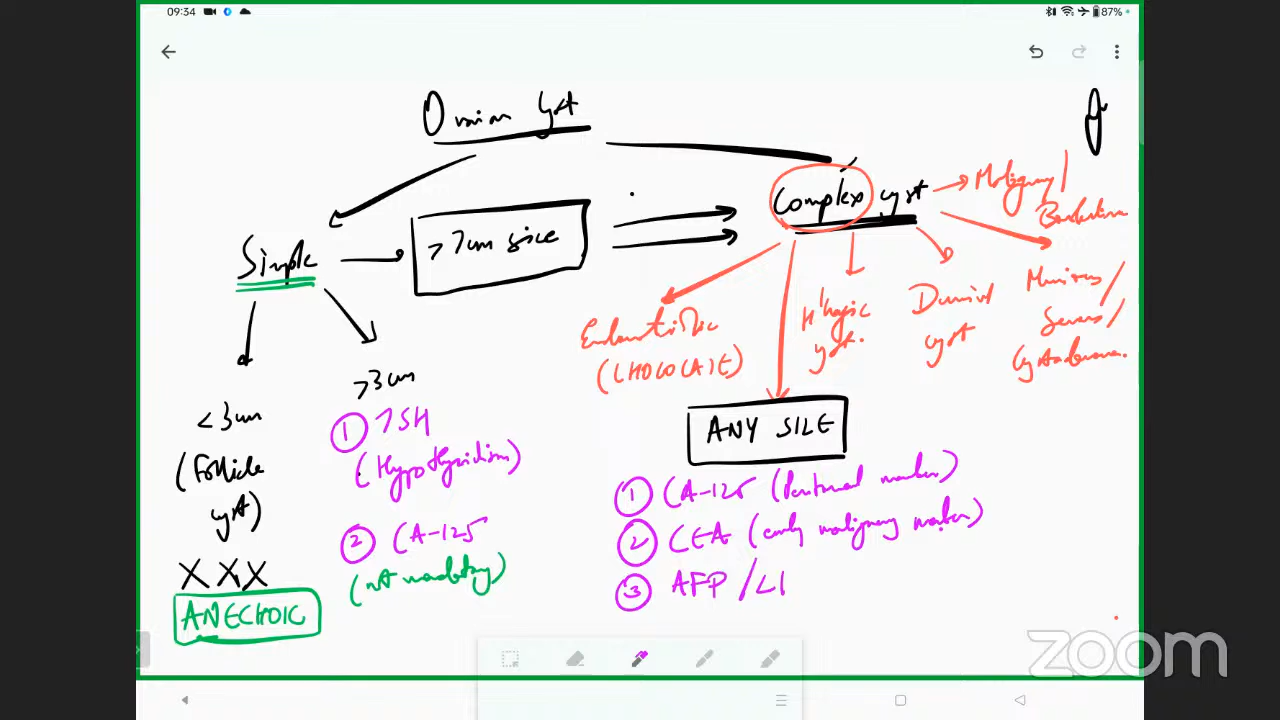 09:34
87%
Ovarian Cyst
Simple
>7cm size
Complex cyst
Malignancy/
Borderline
Mucinous/
Serous/
Cystadenoma.
Endometriotic
(CHOCOLATE)
H'hagic
cyst.
Dermoid
cyst
<3cm
(Follicle
cyst)
XXX
ANECHOIC
>3cm
① TSH
(Hypothyroidism)
② CA-125
(not mandatory)
ANY SIZE
① CA-125 (Peritoneal marker)
② CEA (early malignancy marker)
③ AFP/LD
zoom